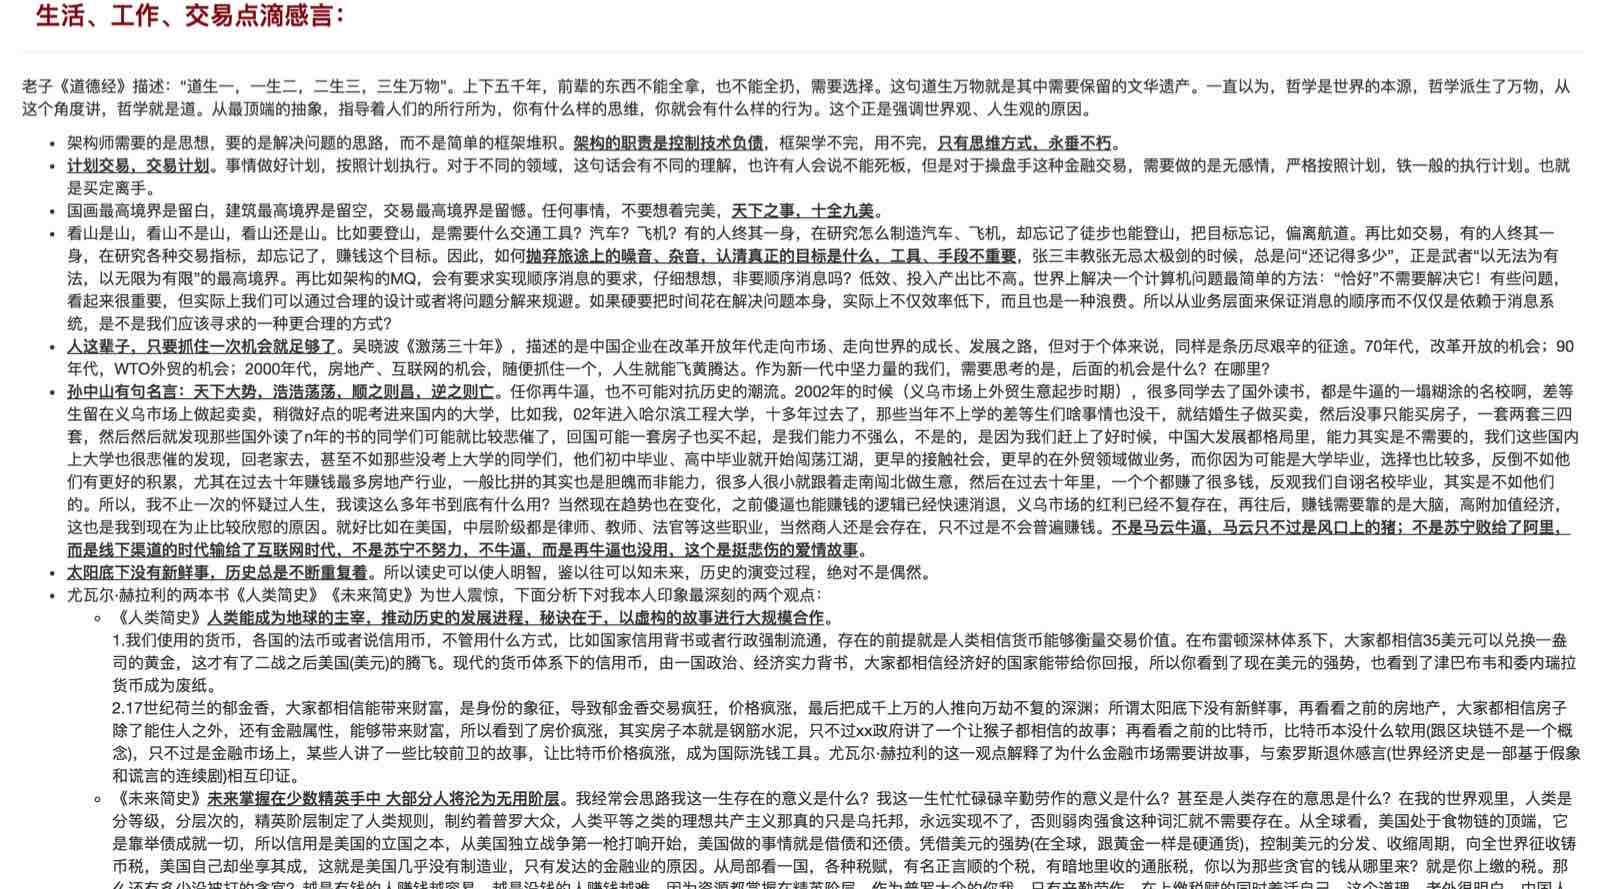 生活、工作、交易点滴感言：
老子《道德经》描述：“道生一，一生二，二生三，三生万物”。上下五千年，前辈的东西不能全拿，也不能全扔，需要选择。这句道生万物就是其中需要保留的文华遗产。一直以为，哲学是世界的本源，哲学派生了万物，从
这个角度讲，哲学就是道。从最顶端的抽象，指导着人们的所行所为，你有什么样的思维，你就会有什么样的行为。这个正是强调世界观、人生观的原因。
• 架构师需要的是思想，要的是解决问题的思路，而不是简单的框架堆积。架构的职责是控制技术负债，框架学不完，用不完，只有思维方式、永垂不朽。
• 计划交易，交易计划。事情做好计划，按照计划执行。对于不同的领域，这句话会有不同的理解，也许有人会说不能死板，但是对于操盘手这种金融交易，需要做的是无感情，严格按照计划，铁一般的执行计划。也就
是买定离手。
• 国画最高境界是留白，建筑最高境界是留空，交易最高境界是留憾。任何事情，不要想着完美，天下之事，十全九美。
• 看山是山，看山不是山，看山还是山。比如要登山，是需要什么交通工具？汽车？飞机？有的人终其一身，在研究怎么制造汽车、飞机，却忘记了徒步也能登山，把目标忘记，偏离航道。再比如交易，有的人终其一
身，在研究各种交易指标，却忘记了，赚钱这个目标。因此，如何抛弃旅途上的噪音、杂音，认清真正的目标是什么，工具、手段不重要，张三丰教张无忌太极剑的时候，总是问“还记得多少”，正是武者“以无法为有
法，以无限为有限”的最高境界。再比如架构的MQ，会有要求实现顺序消息的要求，仔细想想，非要顺序消息吗？低效、投入产出比不高。世界上解决一个计算机问题最简单的方法：“恰好”不需要解决它！有些问题，
看起来很重要，但实际上我们可以通过合理的设计或者将问题分解来规避。如果硬要把时间花在解决问题本身，实际上不仅效率低下，而且也是一种浪费。所以从业务层面来保证消息的顺序而不仅仅是依赖于消息系
统，是不是我们应该寻求的一种更合理的方式？
• 人这辈子，只要抓住一次机会就足够了。吴晓波《激荡三十年》，描述的是中国企业在改革开放年代走向市场、走向世界的成长、发展之路，但对于个体来说，同样是条历尽艰辛的征途。70年代，改革开放的机会；90
年代，WTO外贸的机会；2000年代，房地产、互联网的机会，随便抓住一个，人生就能飞黄腾达。作为新一代中坚力量的我们，需要思考的是，后面的机会是什么？在哪里？
• 孙中山有句名言：天下大势，浩浩荡荡，顺之则昌，逆之则亡。任你再牛逼，也不可能对抗历史的潮流。2002年的时候（义乌市场上外贸生意起步时期），很多同学去了国外读书，都是牛逼的一塌糊涂的名校啊，差等
生留在义乌市场上做起卖卖，稍微好点的呢考进来国内的大学，比如我，02年进入哈尔滨工程大学，十多年过去了，那些当年不上学的差等生们啥事情也没干，就结婚生子做买卖，然后没事只能买房子，一套两套三四
套，然后然后就发现那些国外读了n年的书的同学们可能就比较悲催了，回国可能一套房子也买不起，是我们能力不强么，不是的，是因为我们赶上了好时候，中国大发展都格局里，能力其实是不需要的，我们这些国内
上大学也很悲催的发现，回老家去，甚至不如那些没考上大学的同学们，他们初中毕业、高中毕业就开始闯荡江湖，更早的接触社会，更早的在外贸领域做业务，而你因为可能是大学毕业，选择也比较多，反倒不如他
们有更好的积累，尤其在过去十年赚钱最多房地产行业，一般比拼的其实也是胆魄而非能力，很多人很小就跟着走南闯北做生意，然后在过去十年里，一个个都赚了很多钱，反观我们自诩名校毕业，其实是不如他们
的。所以，我不止一次的怀疑过人生，我读这么多年书到底有什么用？当然现在趋势也在变化，之前傻逼也能赚钱的逻辑已经快速消退，义乌市场的红利已经不复存在，再往后，赚钱需要靠的是大脑，高附加值经济，
这也是我到现在为止比较欣慰的原因。就好比如在美国，中层阶级都是律师、教师、法官等这些职业，当然商人还是会存在，只不过是不会普遍赚钱。不是马云牛逼，马云只不过是风口上的猪；不是苏宁败给了阿里，
而是线下渠道的时代输给了互联网时代，不是苏宁不努力，不牛逼，而是再牛逼也没用，这个是挺悲伤的爱情故事。
• 太阳底下没有新鲜事，历史总是不断重复着。所以读史可以使人明智，鉴以往可以知未来，历史的演变过程，绝对不是偶然。
• 尤瓦尔·赫拉利的两本书《人类简史》《未来简史》为世人震惊，下面分析下对我本人印象最深刻的两个观点：
◦ 《人类简史》人类能成为地球的主宰，推动历史的发展进程，秘诀在于，以虚构的故事进行大规模合作。
1.我们使用的货币，各国的法币或者说信用币，不管用什么方式，比如国家信用背书或者行政强制流通，存在的前提就是人类相信货币能够衡量交易价值。在布雷顿深林体系下，大家都相信35美元可以兑换一盎
司的黄金，这才有了二战之后美国(美元)的腾飞。现代的货币体系下的信用币，由一国政治、经济实力背书，大家都相信经济好的国家能带给你回报，所以你看到了现在美元的强势，也看到了津巴布韦和委内瑞拉
货币成为废纸。
2.17世纪荷兰的郁金香，大家都相信能带来财富，是身份的象征，导致郁金香交易疯狂，价格疯涨，最后把成千上万的人推向万劫不复的深渊；所谓太阳底下没有新鲜事，再看看之前的房地产，大家都相信房子
除了能住人之外，还有金融属性，能够带来财富，所以看到了房价疯涨，其实房子本就是钢筋水泥，只不过xx政府讲了一个让猴子都相信的故事；再看看之前的比特币，比特币本没什么软用(跟区块链不是一个概
念)，只不过是金融市场上，某些人讲了一些比较前卫的故事，让比特币价格疯涨，成为国际洗钱工具。尤瓦尔·赫拉利的这一观点解释了为什么金融市场需要讲故事，与索罗斯退休感言(世界经济史是一部基于假象
和谎言的连续剧)相互印证。
◦ 《未来简史》未来掌握在少数精英手中 大部分人将沦为无用阶层。我经常会思路我这一生存在的意义是什么？我这一生忙忙碌碌辛勤劳作的意义是什么？甚至是人类存在的意思是什么？在我的世界观里，人类是
分等级，分层次的，精英阶层制定了人类规则，制约着普罗大众，人类平等之类的理想共产主义那真的只是乌托邦，永远实现不了，否则弱肉强食这种词汇就不需要存在。从全球看，美国处于食物链的顶端，它
是靠举债成就一切，所以信用是美国的立国之本，从美国独立战争第一枪打响开始，美国做的事情就是借债和还债。凭借美元的强势(在全球，跟黄金一样是硬通货)，控制美元的分发、收缩周期，向全世界征收铸
币税，美国自己却坐享其成，这就是美国几乎没有制造业，只有发达的金融业的原因。从局部看一国，各种税赋，有名正言顺的个税，有暗地里收的通胀税，你以为那些贪官的钱从哪里来？就是你上缴的税。那